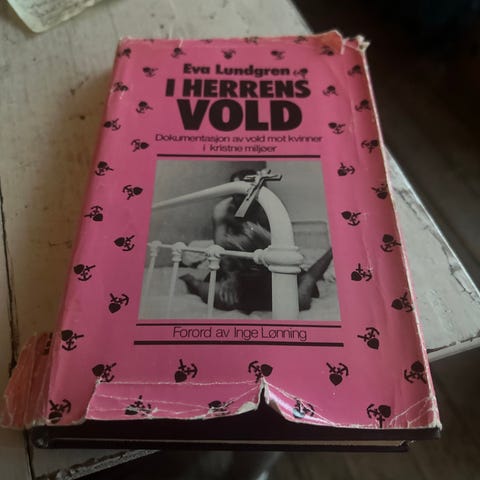 Eva Lundgren
I HERRENS
VOLD
Dokumentasjon av vold mot kvinner
i kristne miljøer
Forord av Inge Lønning